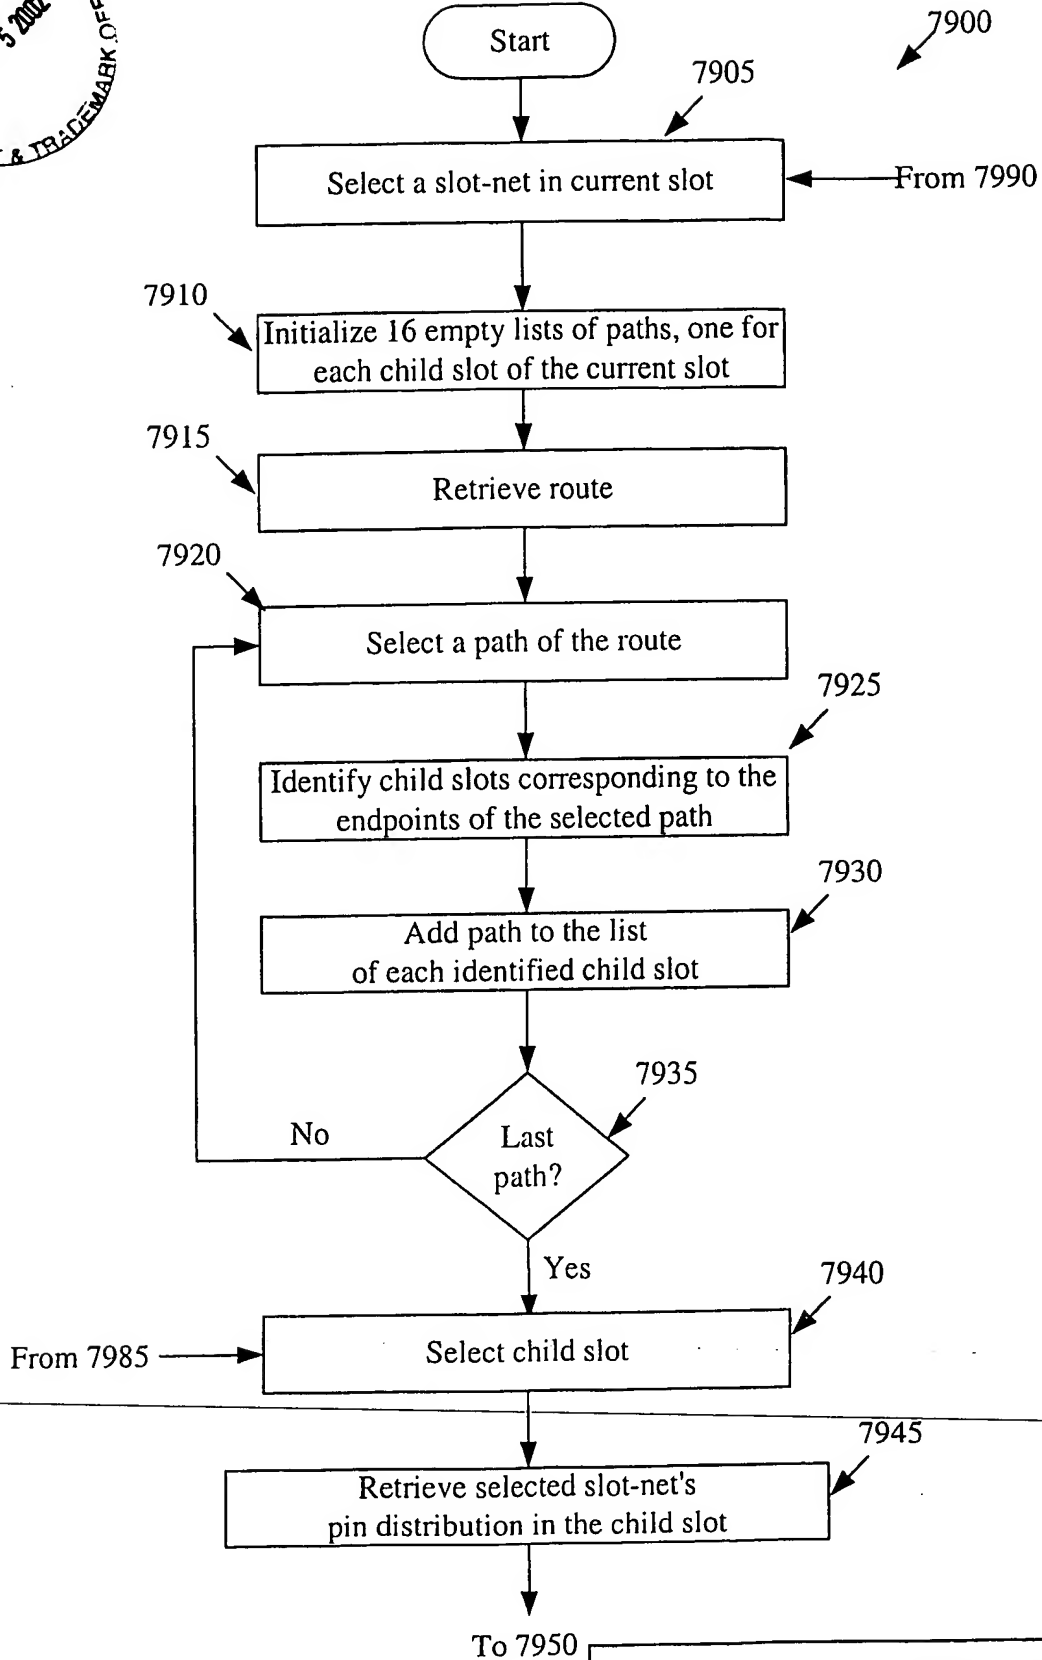 5 2002
& TRADEMARK OF
Start
7900
7905
Select a slot-net in current slot
From 7990
7910
Initialize 16 empty lists of paths, one for
each child slot of the current slot
7915
Retrieve route
7920
Select a path of the route
7925
Identify child slots corresponding to the
endpoints of the selected path
7930
Add path to the list
of each identified child slot
7935
Last
path?
No
Yes
7940
From 7985
Select child slot
7945
Retrieve selected slot-net's
pin distribution in the child slot
To 7950